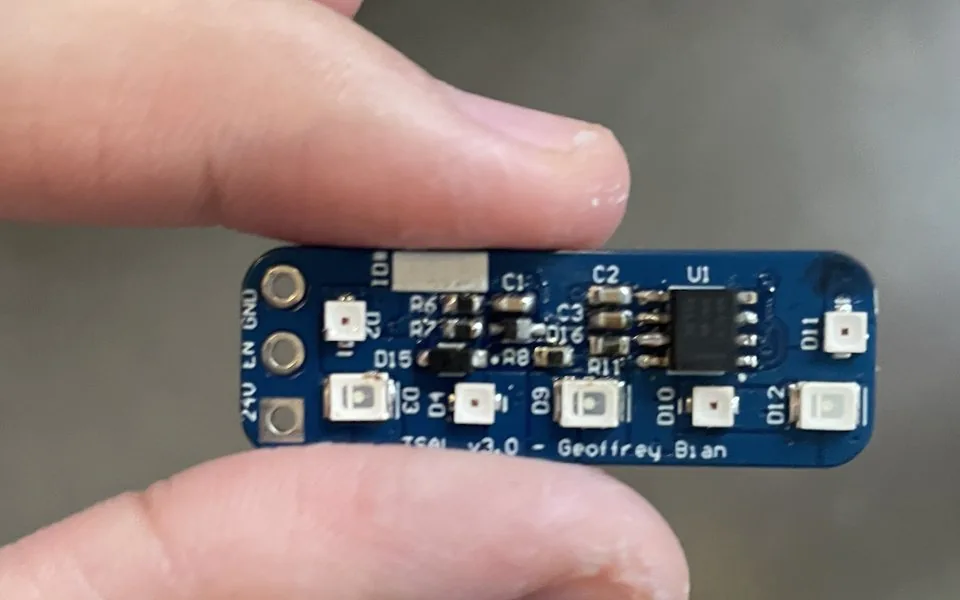 ID#
C1
C2
U1
GND
R6
C3
D2
R7
D16
D11
EN
D15
R8
R11
24V
D3
D4
D9
D10
D12
TSAL v3.0 - Geoffrey Bian